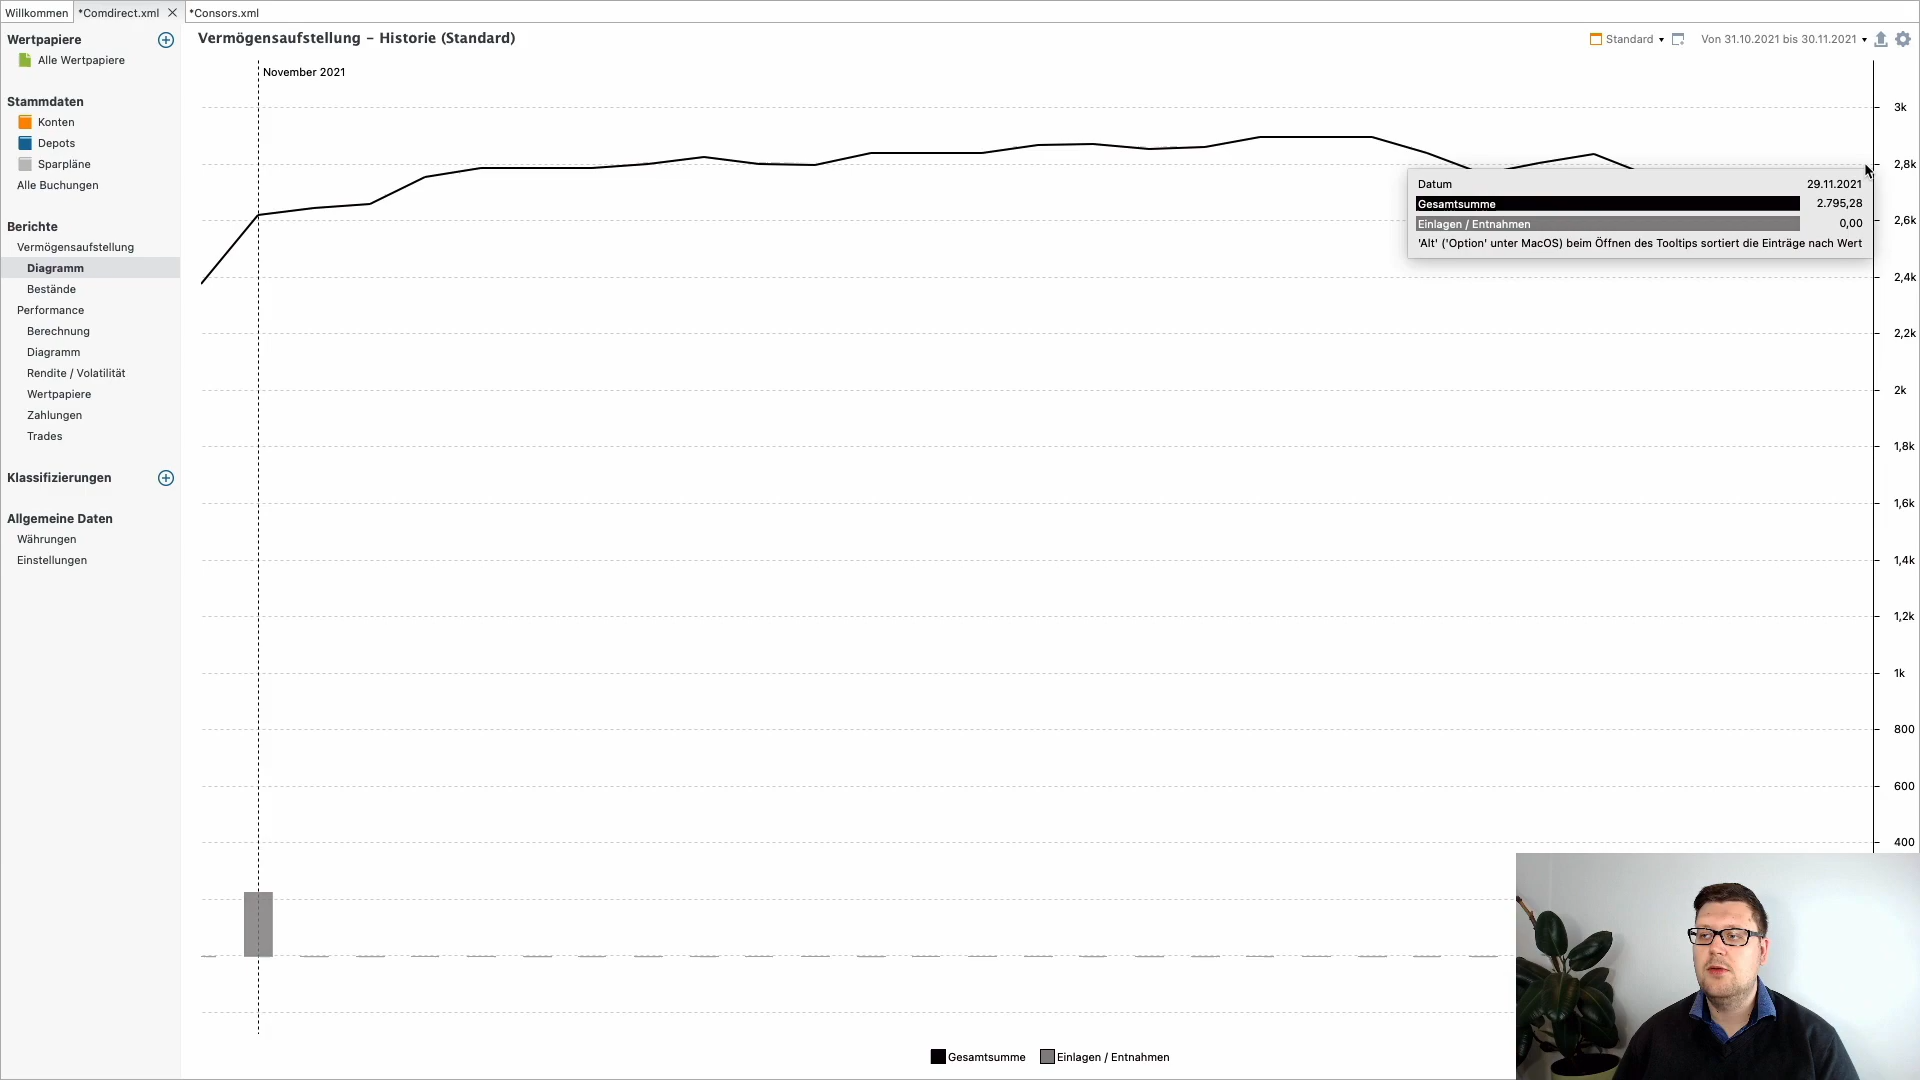 Willkommen
*Comdirect.xml
*Consors.xml
Wertpapiere
Alle Wertpapiere
Stammdaten
Konten
Depots
Sparpläne
Alle Buchungen
Berichte
Vermögensaufstellung
Diagramm
Bestände
Performance
Berechnung
Diagramm
Rendite / Volatilität
Wertpapiere
Zahlungen
Trades
Klassifizierungen
Allgemeine Daten
Währungen
Einstellungen
Vermögensaufstellung – Historie (Standard)
Standard
Von 31.10.2021 bis 30.11.2021
November 2021
3k
2,8k
2,6k
2,4k
2,2k
2k
1,8k
1,6k
1,4k
1,2k
1k
800
600
400
Datum 29.11.2021
Gesamtsumme 2.795,28
Einlagen / Entnahmen 0,00
'Alt' ('Option' unter MacOS) beim Öffnen des Tooltips sortiert die Einträge nach Wert
Gesamtsumme Einlagen / Entnahmen